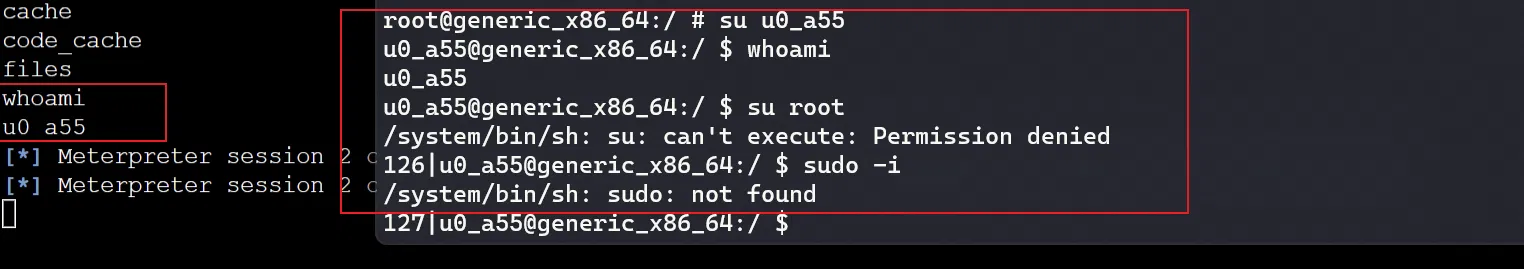 cache
code_cache
files
whoami
u0_a55
[*] Meterpreter session 2 c
[*] Meterpreter session 2 c
root@generic_x86_64:/ # su u0_a55
u0_a55@generic_x86_64:/ $ whoami
u0_a55
u0_a55@generic_x86_64:/ $ su root
/system/bin/sh: su: can't execute: Permission denied
126|u0_a55@generic_x86_64:/ $ sudo -i
/system/bin/sh: sudo: not found
127|u0_a55@generic_x86_64:/ $